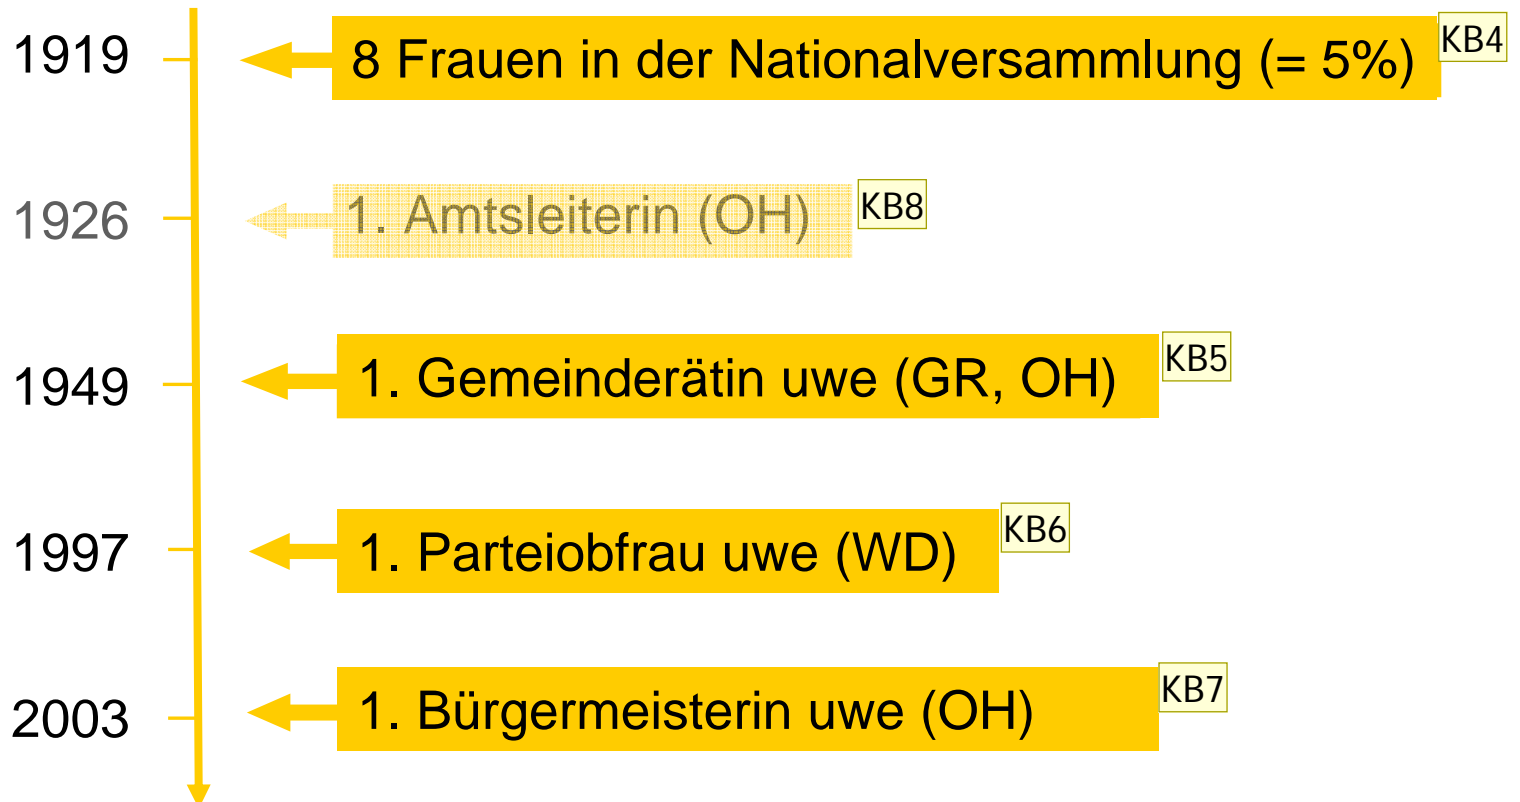 1919 8 Frauen in der Nationalversammlung (= 5%) KB4
1926 1. Amtsleiterin (OH) KB8
1949 1. Gemeinderätin uwe (GR, OH) KB5
1997 1. Parteiobfrau uwe (WD) KB6
2003 1. Bürgermeisterin uwe (OH) KB7